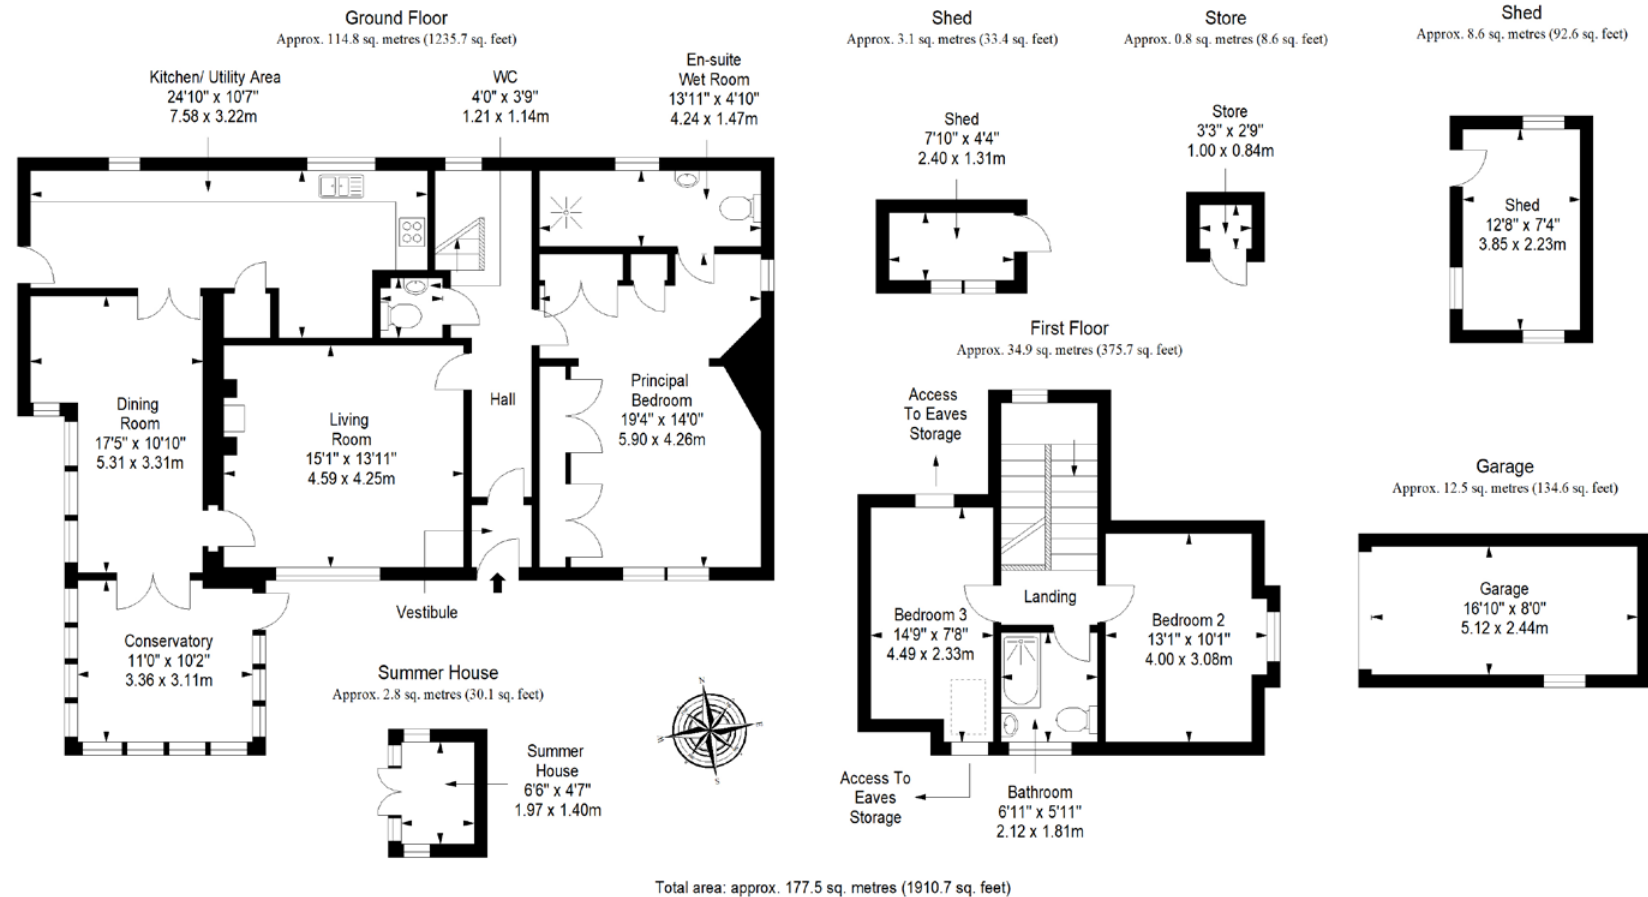 Ground Floor
Approx. 114.8 sq. metres (1235.7 sq. feet)
Kitchen/ Utility Area
24'10" x 10'7"
7.58 x 3.22m
WC
4'0" x 3'9"
1.21 x 1.14m
En-suite
Wet Room
13'11" x 4'10"
4.24 x 1.47m
Dining
Room
17'5" x 10'10"
5.31 x 3.31m
Living
Room
15'1" x 13'11"
4.59 x 4.25m
Hall
Principal
Bedroom
19'4" x 14'0"
5.90 x 4.26m
Vestibule
Conservatory
11'0" x 10'2"
3.36 x 3.11m
Summer House
Approx. 2.8 sq. metres (30.1 sq. feet)
Summer
House
6'6" x 4'7"
1.97 x 1.40m
N
E
S
W
Shed
Approx. 3.1 sq. metres (33.4 sq. feet)
Shed
7'10" x 4'4"
2.40 x 1.31m
Store
Approx. 0.8 sq. metres (8.6 sq. feet)
Store
3'3" x 2'9"
1.00 x 0.84m
Shed
Approx. 8.6 sq. metres (92.6 sq. feet)
Shed
12'8" x 7'4"
3.85 x 2.23m
First Floor
Approx. 34.9 sq. metres (375.7 sq. feet)
Access
To Eaves
Storage
Landing
Bedroom 3
14'9" x 7'8"
4.49 x 2.33m
Bedroom 2
13'1" x 10'1"
4.00 x 3.08m
Access To
Eaves
Storage
Bathroom
6'11" x 5'11"
2.12 x 1.81m
Garage
Approx. 12.5 sq. metres (134.6 sq. feet)
Garage
16'10" x 8'0"
5.12 x 2.44m
Total area: approx. 177.5 sq. metres (1910.7 sq. feet)